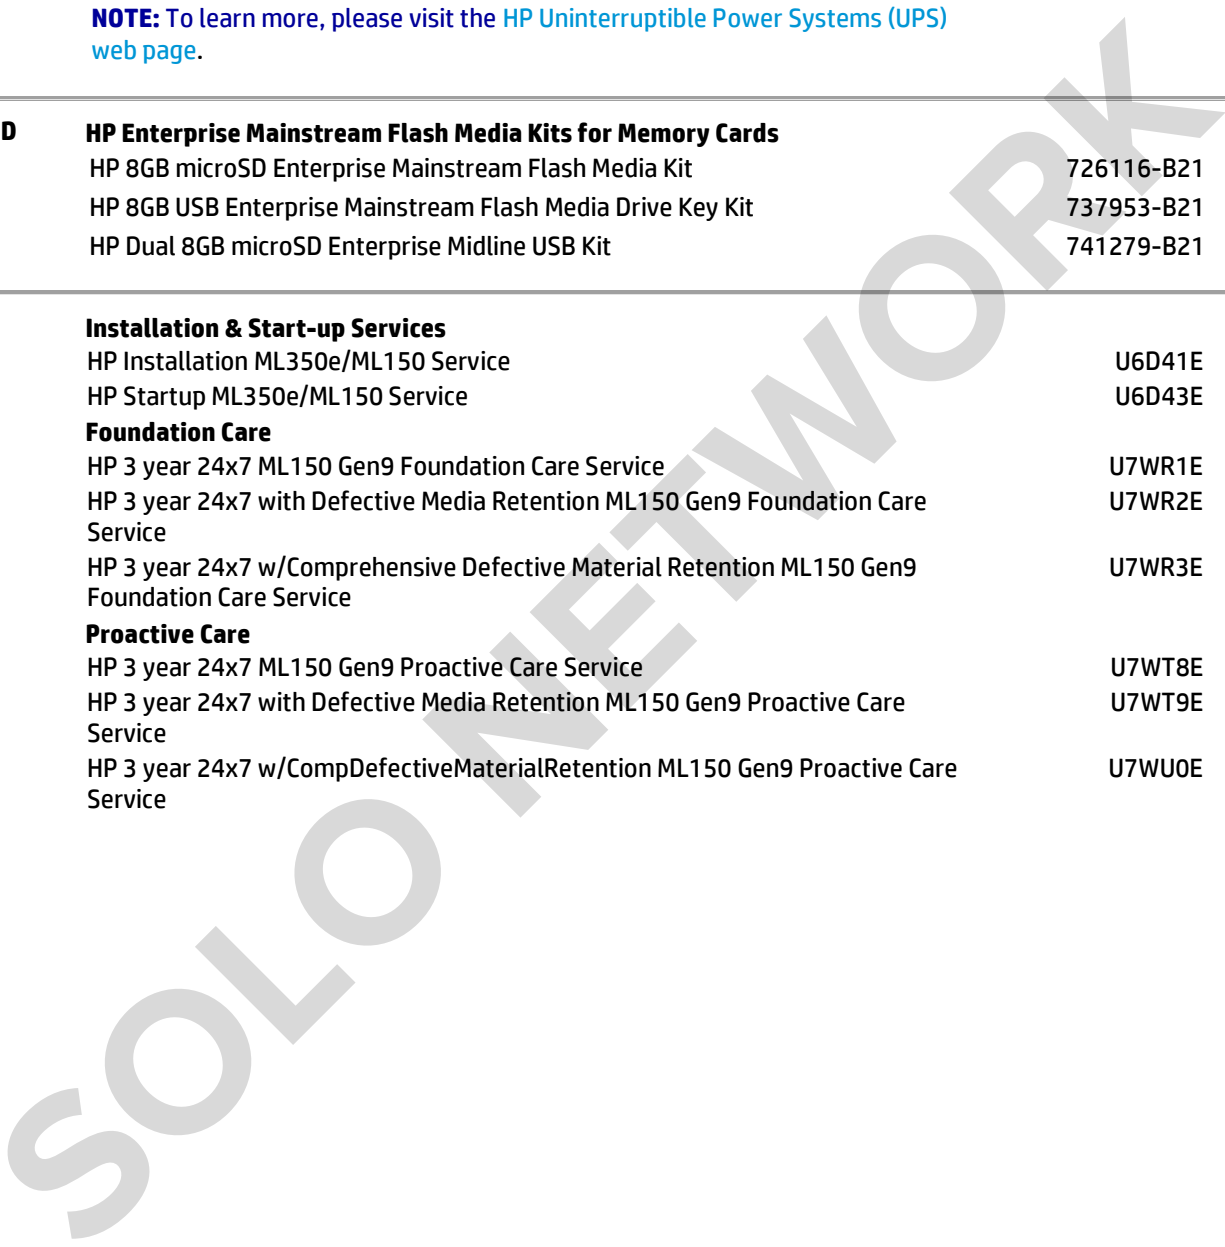 NOTE: To learn more, please visit the HP Uninterruptible Power Systems (UPS)
web page.
D HP Enterprise Mainstream Flash Media Kits for Memory Cards
HP 8GB microSD Enterprise Mainstream Flash Media Kit 726116-B21
HP 8GB USB Enterprise Mainstream Flash Media Drive Key Kit 737953-B21
HP Dual 8GB microSD Enterprise Midline USB Kit 741279-B21
Installation & Start-up Services
HP Installation ML350e/ML150 Service U6D41E
HP Startup ML350e/ML150 Service U6D43E
Foundation Care
HP 3 year 24x7 ML150 Gen9 Foundation Care Service U7WR1E
HP 3 year 24x7 with Defective Media Retention ML150 Gen9 Foundation Care U7WR2E
Service
HP 3 year 24x7 w/Comprehensive Defective Material Retention ML150 Gen9 U7WR3E
Foundation Care Service
Proactive Care
HP 3 year 24x7 ML150 Gen9 Proactive Care Service U7WT8E
HP 3 year 24x7 with Defective Media Retention ML150 Gen9 Proactive Care U7WT9E
Service
HP 3 year 24x7 w/CompDefectiveMaterialRetention ML150 Gen9 Proactive Care U7WU0E
Service
SOLO NETWORK